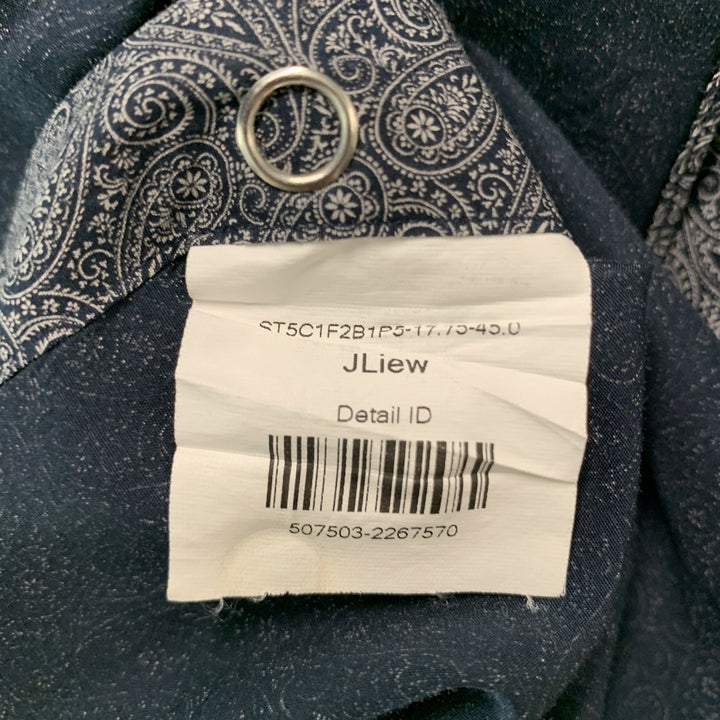 ST5C1F2B1P5-17.75-45.0
JLiew
Detail ID
507503-2267570